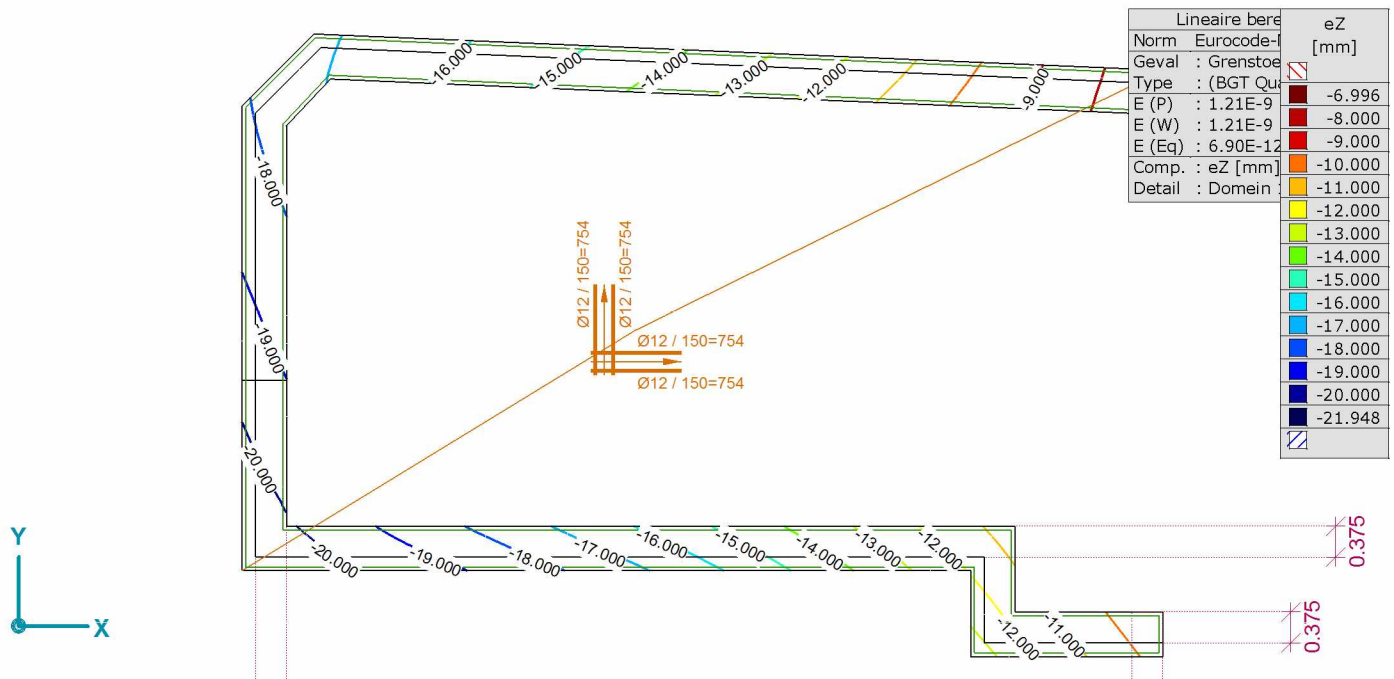 Lineaire bere
Norm Eurocode-
Geval : Grenstoe
Type : (BGT Qua
E (P) : 1.21E-9
E (W) : 1.21E-9
E (Eq) : 6.90E-12
Comp. : eZ [mm]
Detail : Domein
eZ
[mm]
-6.996
-8.000
-9.000
-10.000
-11.000
-12.000
-13.000
-14.000
-15.000
-16.000
-17.000
-18.000
-19.000
-20.000
-21.948
-16.000
-15.000
-14.000
-13.000
-12.000
-9.000
-18.000
-19.000
-20.000
Ø12 / 150=754
Ø12 / 150=754
Ø12 / 150=754
Ø12 / 150=754
-20.000
-19.000
-18.000
-17.000
-16.000
-15.000
-14.000
-13.000
-12.000
-12.000
-11.000
0.375
0.375
Y
X